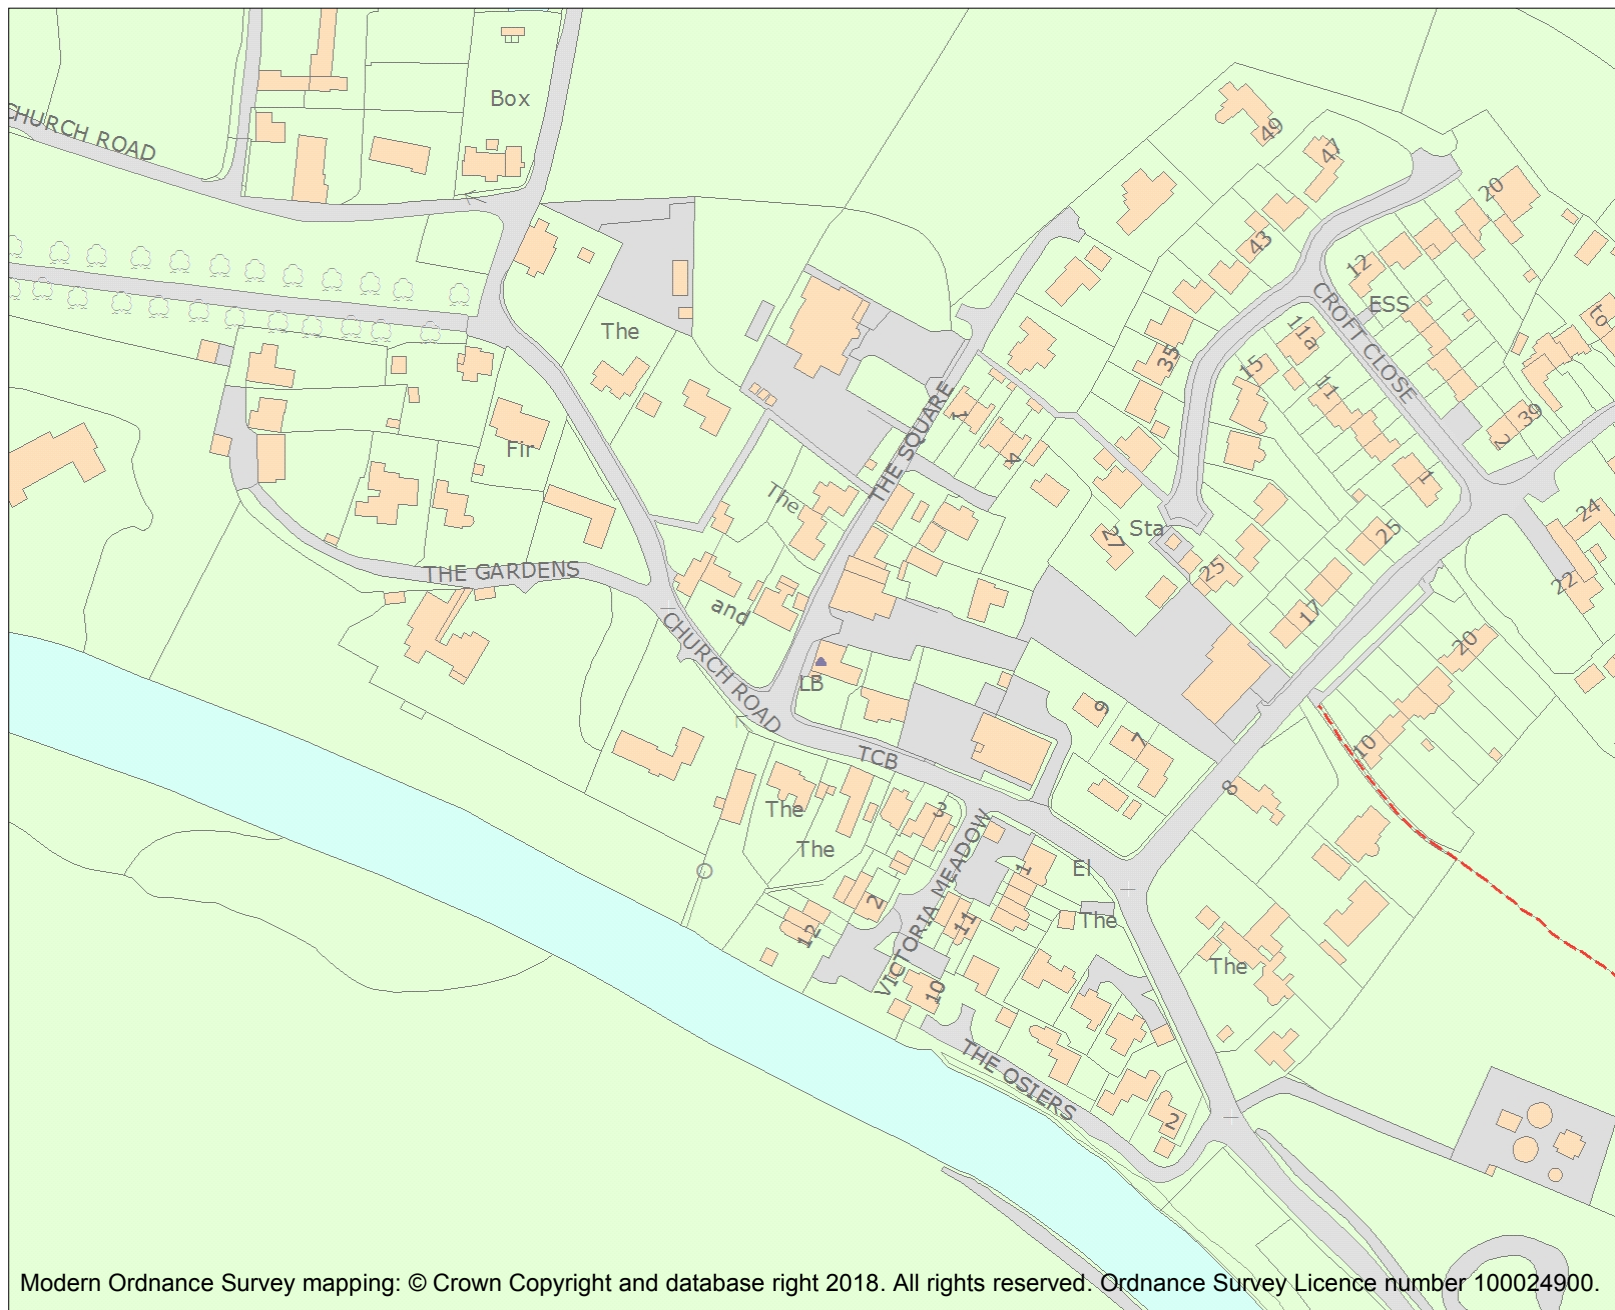 Box
CHURCH ROAD
49
47
20
43
12
ESS
to
The
CROFT CLOSE
11a
35
15
11
THE SQUARE
1
4
39
2
Fir
1
The
24
Sta
27
25
25
22
THE GARDENS
and
17
CHURCH ROAD
20
LB
9
7
10
TCB
8
The
3
The
VICTORIA MEADOW
1
El
2
The
11
12
10
The
THE OSIERS
2
Modern Ordnance Survey mapping: © Crown Copyright and database right 2018. All rights reserved. Ordnance Survey Licence number 100024900.